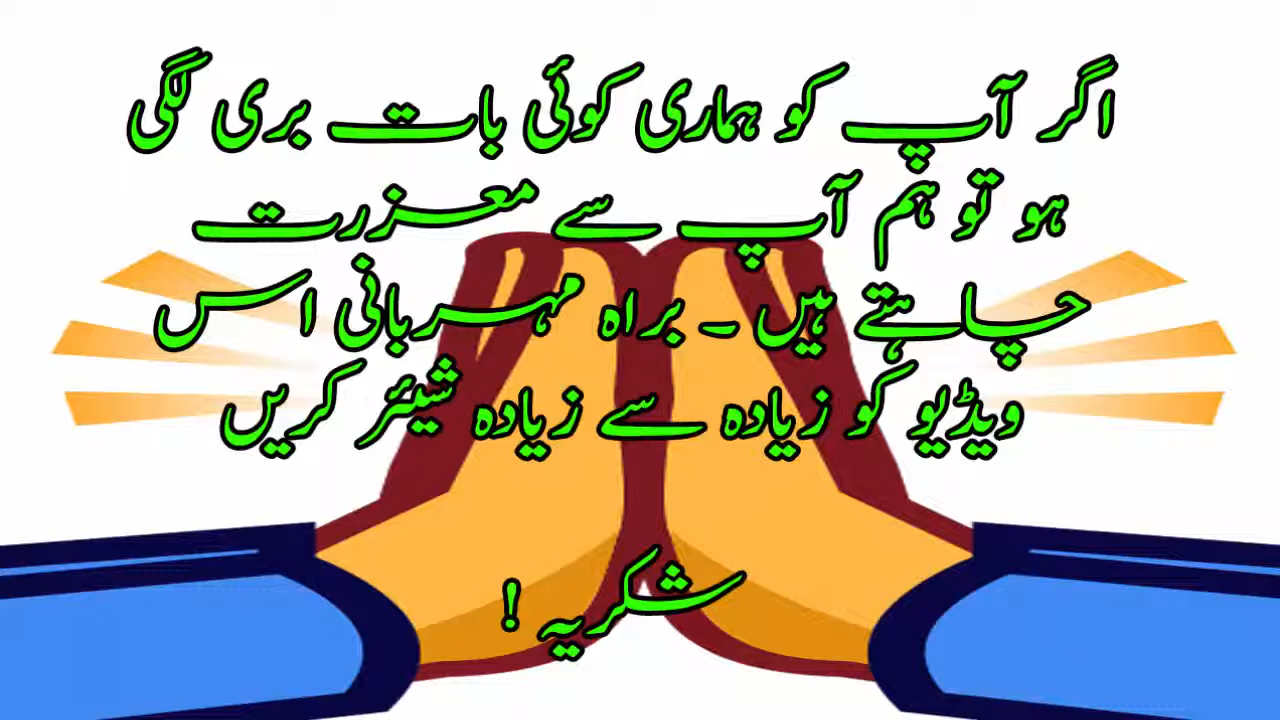 اگر آپ کو ہماری کوئی بات بری لگی
ہو تو ہم آپ سے معزرت
چاہتے ہیں ۔ براہ مہربانی اس
ویڈیو کو زیادہ سے زیادہ شیئر کریں
شکریہ !